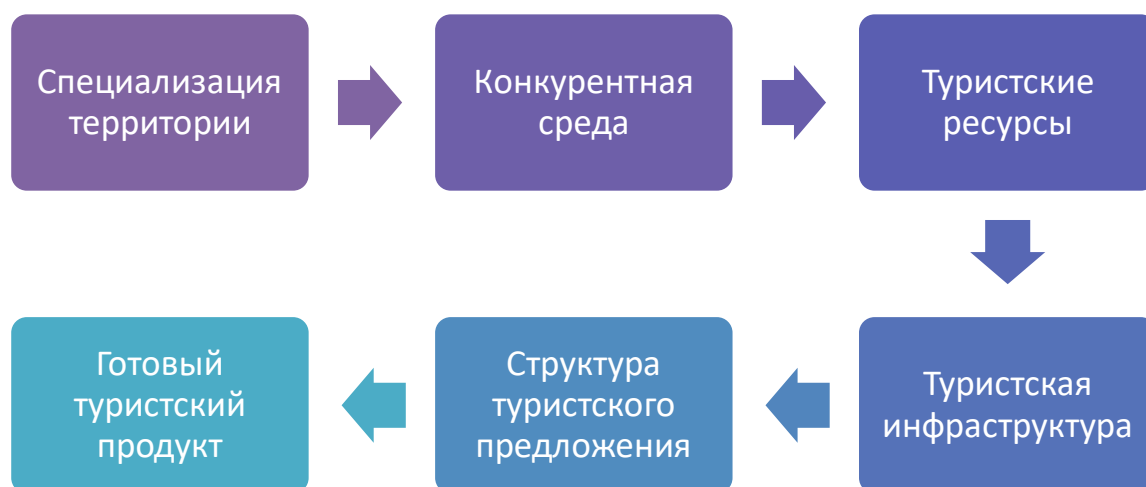 Специализация
территории
Конкурентная
среда
Туристские
ресурсы
Туристская
инфраструктура
Структура
туристского
предложения
Готовый
туристский
продукт